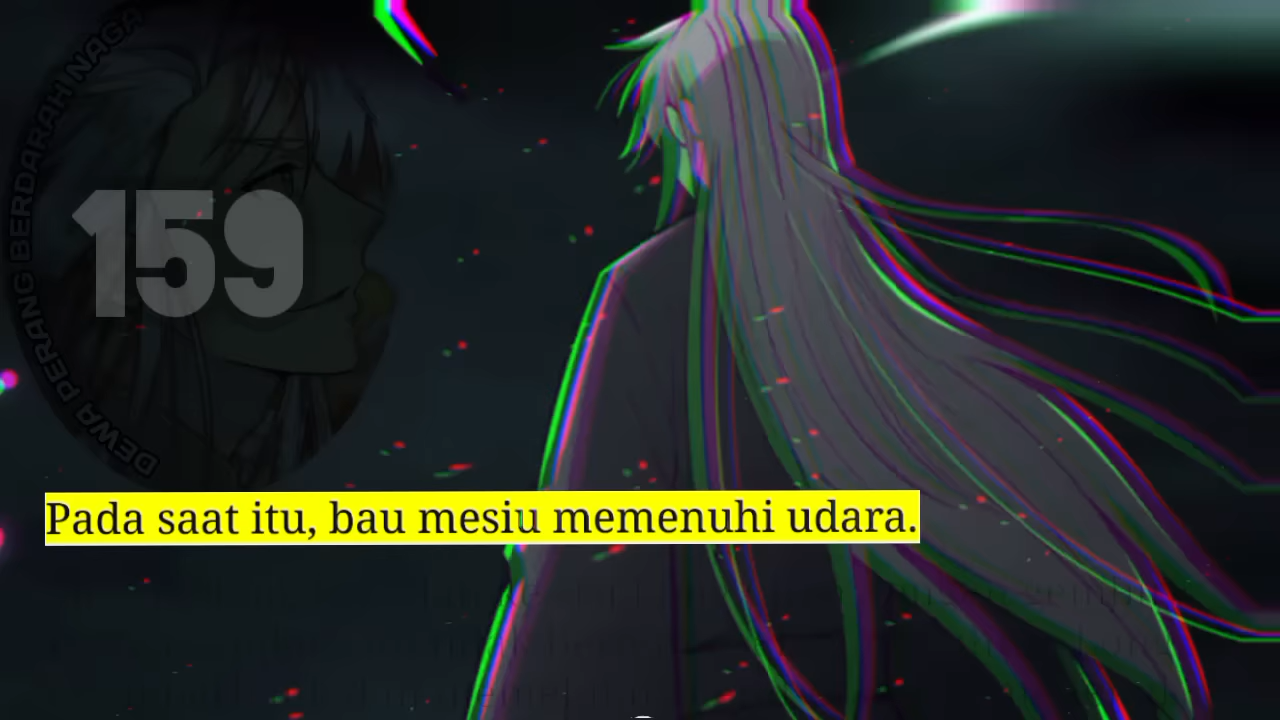 DEWA PERANG BERDARAH NAGA
159
Pada saat itu, bau mesiu memenuhi udara.